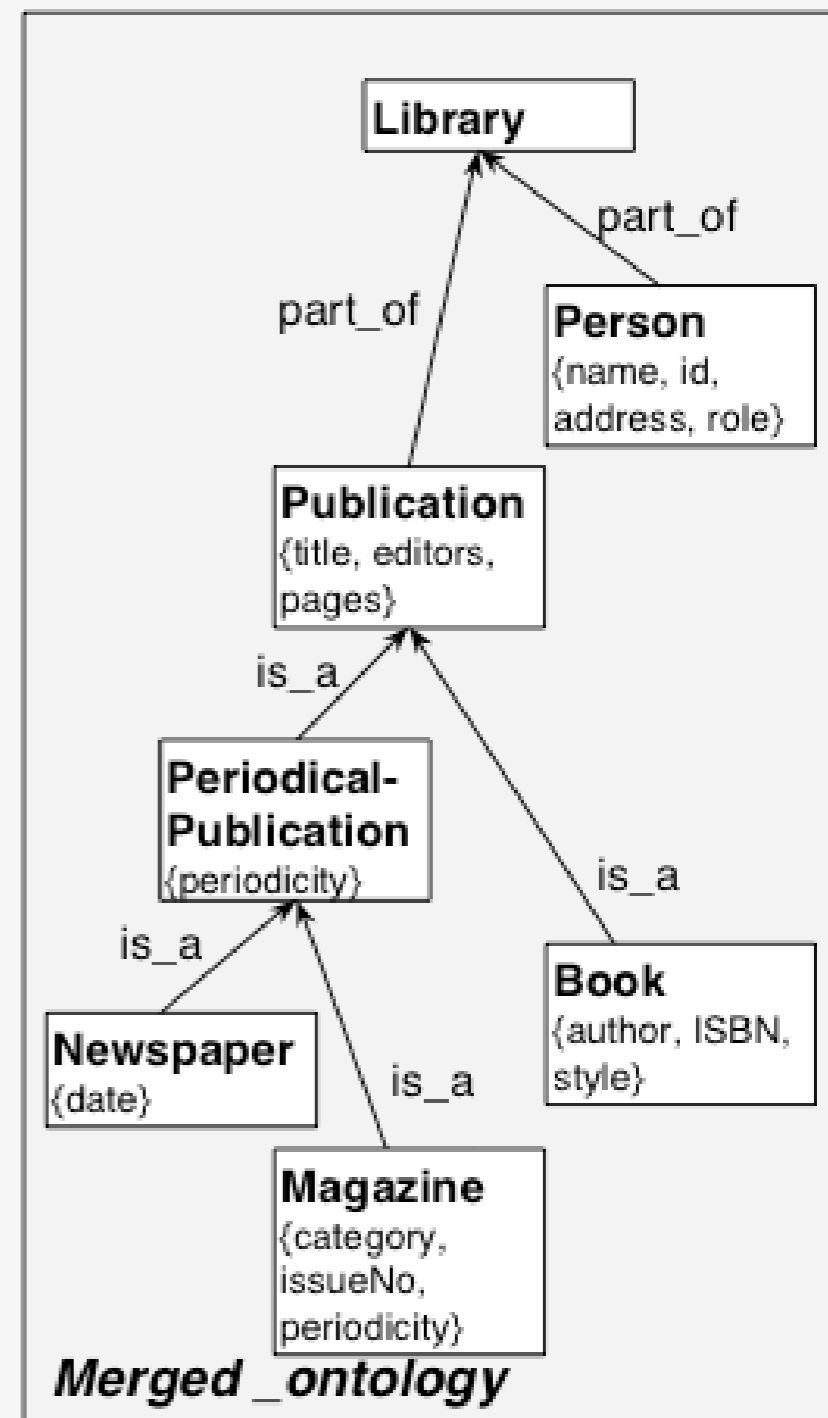 Library
part_of
part_of
Person
{name, id,
address, role}
Publication
{title, editors,
pages}
is_a
Periodical-
Publication
{periodicity}
is_a
is_a
Newspaper
{date}
Book
{author, ISBN,
style}
is_a
Magazine
{category,
issueNo,
periodicity}
Merged _ontology